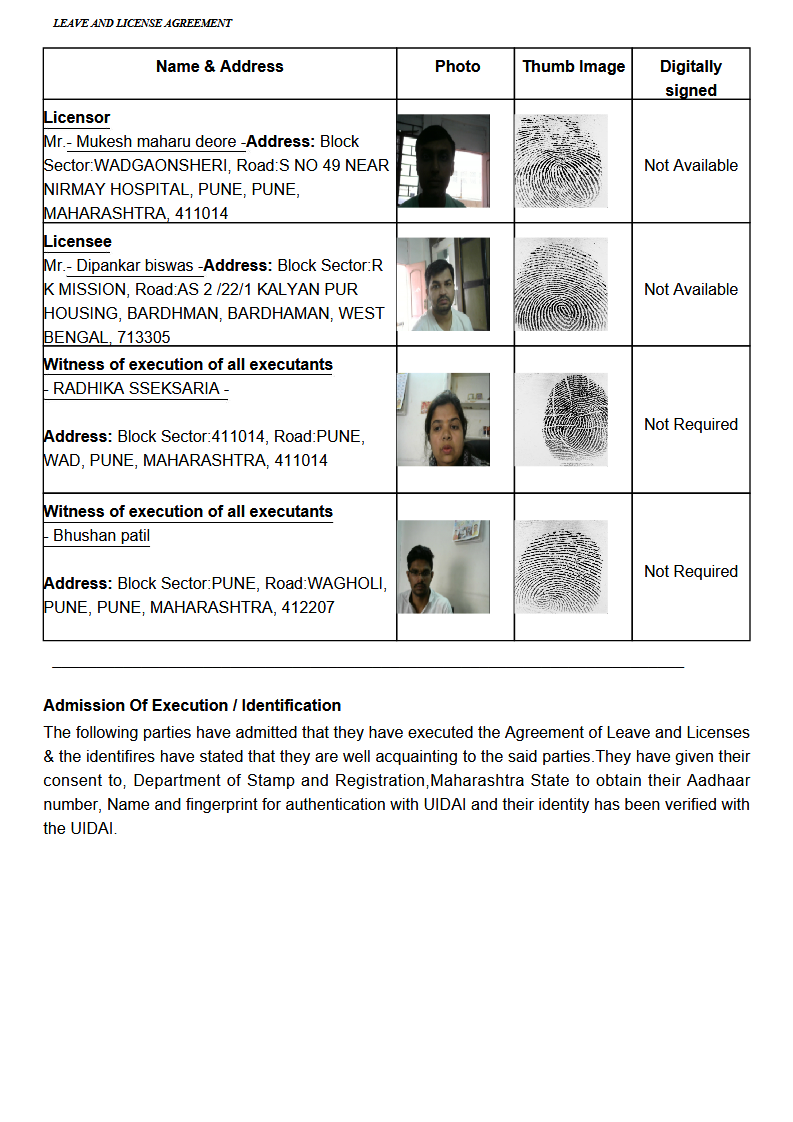 LEAVE AND LICENSE AGREEMENT
Name & Address Photo Thumb Image Digitally
signed
Licensor
Mr.- Mukesh maharu deore -Address: Block
Sector:WADGAONSHERI, Road:S NO 49 NEAR
NIRMAY HOSPITAL, PUNE, PUNE,
MAHARASHTRA, 411014
Not Available
Licensee
Mr.- Dipankar biswas -Address: Block Sector:R
K MISSION, Road:AS 2 /22/1 KALYAN PUR
HOUSING, BARDHMAN, BARDHAMAN, WEST
BENGAL, 713305
Not Available
Witness of execution of all executants
- RADHIKA SSEKSARIA -
Address: Block Sector:411014, Road:PUNE,
WAD, PUNE, MAHARASHTRA, 411014
Not Required
Witness of execution of all executants
- Bhushan patil
Address: Block Sector:PUNE, Road:WAGHOLI,
PUNE, PUNE, MAHARASHTRA, 412207
Not Required
Admission Of Execution / Identification
The following parties have admitted that they have executed the Agreement of Leave and Licenses
& the identifires have stated that they are well acquainting to the said parties.They have given their
consent to, Department of Stamp and Registration,Maharashtra State to obtain their Aadhaar
number, Name and fingerprint for authentication with UIDAI and their identity has been verified with
the UIDAI.